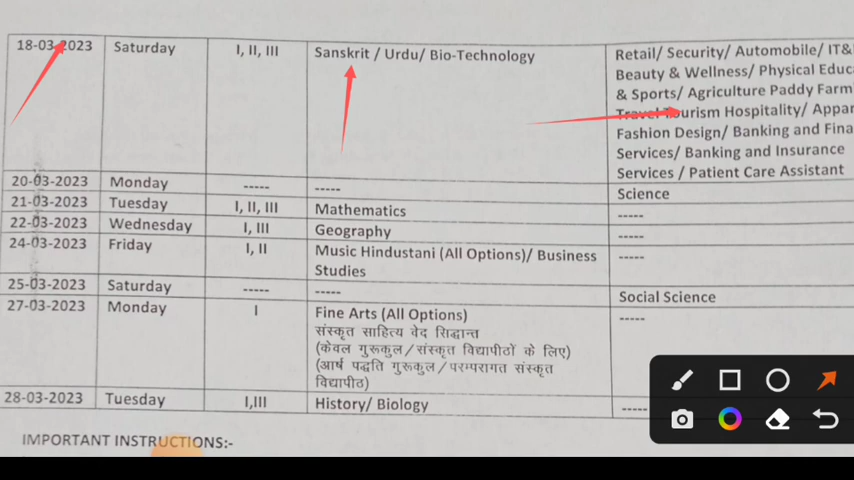 18-03-2023 Saturday I, II, III Sanskrit / Urdu/ Bio-Technology Retail/ Security/ Automobile/ IT&
Beauty & Wellness/ Physical Educ
& Sports/ Agriculture Paddy Farm
Travel Tourism Hospitality/ Appar
Fashion Design/ Banking and Fina
Services/ Banking and Insurance
Services / Patient Care Assistant
20-03-2023 Monday ----- ----- Science
21-03-2023 Tuesday I, II, III Mathematics -----
22-03-2023 Wednesday I, III Geography -----
24-03-2023 Friday I, II Music Hindustani (All Options)/ Business -----
Studies
25-03-2023 Saturday ----- ----- Social Science
27-03-2023 Monday I Fine Arts (All Options) -----
संस्कृत साहित्य वेद सिद्धान्त
(केवल गुरूकुल/संस्कृत विद्यापीठों के लिए)
(आर्ष पद्धति गुरूकुल/परम्परागत संस्कृत
विद्यापीठ)
28-03-2023 Tuesday I,III History/ Biology -----
IMPORTANT INSTRUCTIONS:-